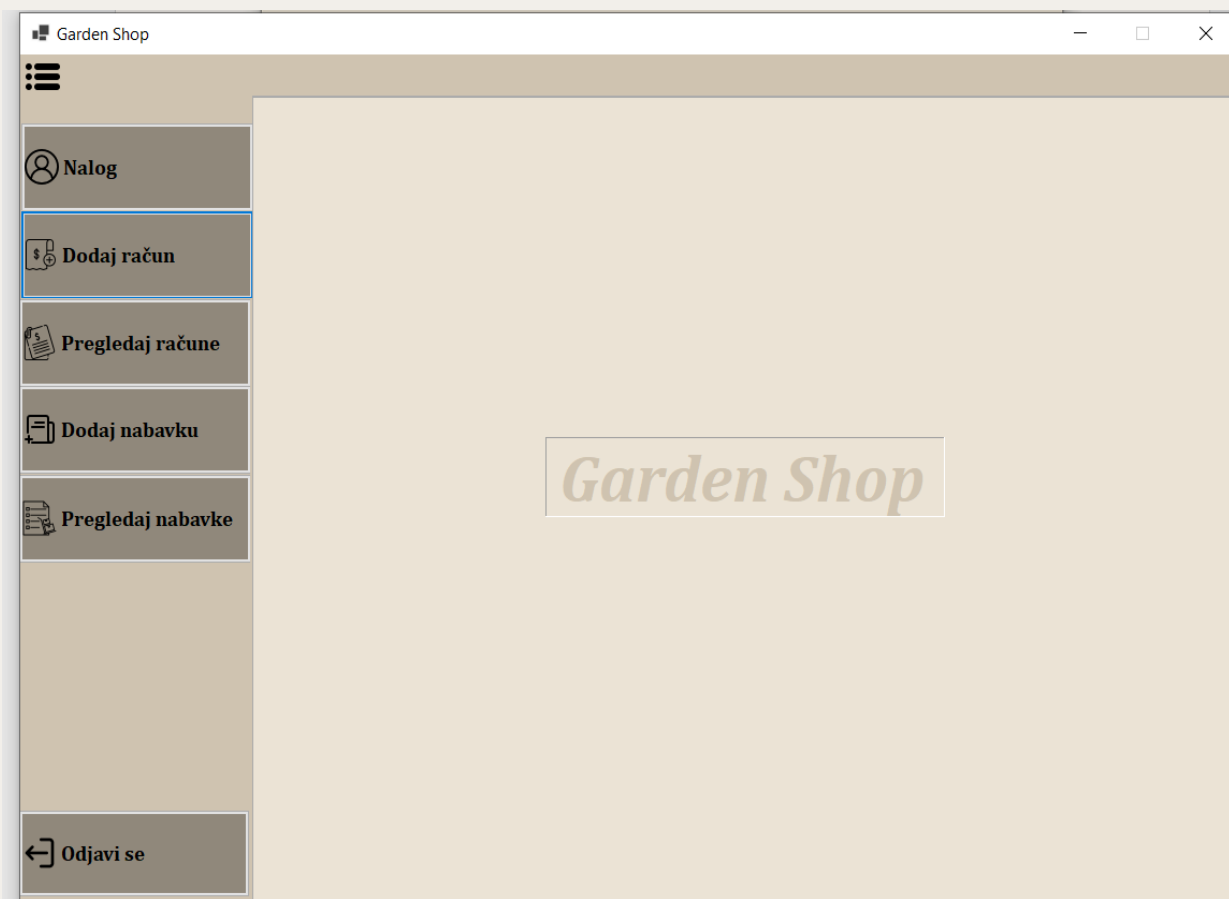 Garden Shop
Nalog
Dodaj račun
Pregledaj račune
Dodaj nabavku
Pregledaj nabavke
Garden Shop
Odjavi se